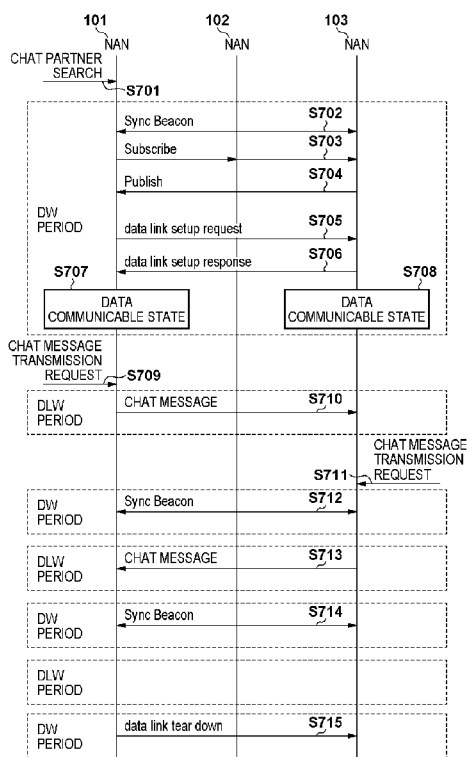 101 102 103
NAN NAN NAN
CHAT PARTNER
SEARCH
S701
S702
Sync Beacon
S703
Subscribe
S704
Publish
DW
PERIOD
S705
data link setup request
S706
data link setup response
S707 S708
DATA
COMMUNICABLE STATE
DATA
COMMUNICABLE STATE
CHAT MESSAGE
TRANSMISSION
REQUEST
S709
DLW
PERIOD
CHAT MESSAGE
S710
CHAT MESSAGE
TRANSMISSION
REQUEST
S711
DW
PERIOD
Sync Beacon
S712
DLW
PERIOD
CHAT MESSAGE
S713
DW
PERIOD
Sync Beacon
S714
DLW
PERIOD
DW
PERIOD
data link tear down
S715